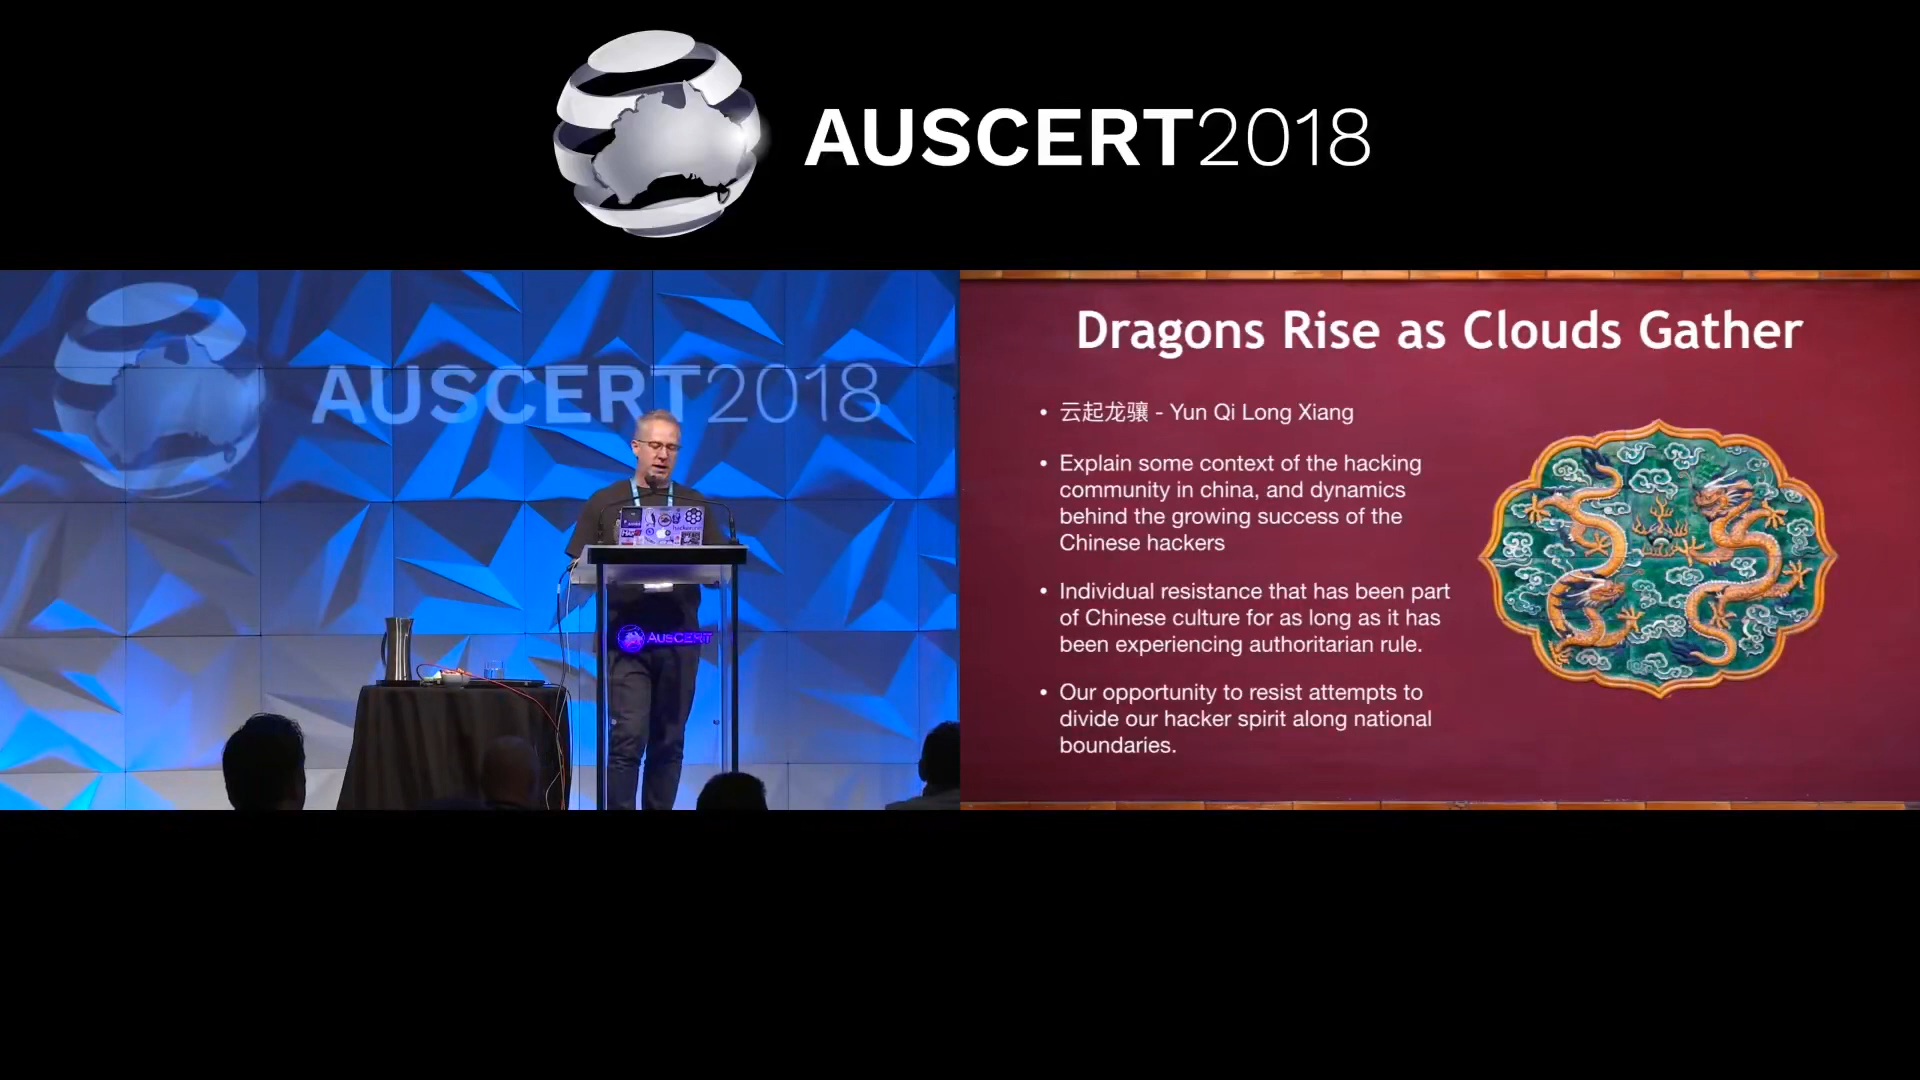 AUSCERT2018
AUSCERT2018
AUSCERT
Dragons Rise as Clouds Gather
• 云起龙骧 - Yun Qi Long Xiang
• Explain some context of the hacking
community in china, and dynamics
behind the growing success of the
Chinese hackers
• Individual resistance that has been part
of Chinese culture for as long as it has
been experiencing authoritarian rule.
• Our opportunity to resist attempts to
divide our hacker spirit along national
boundaries.